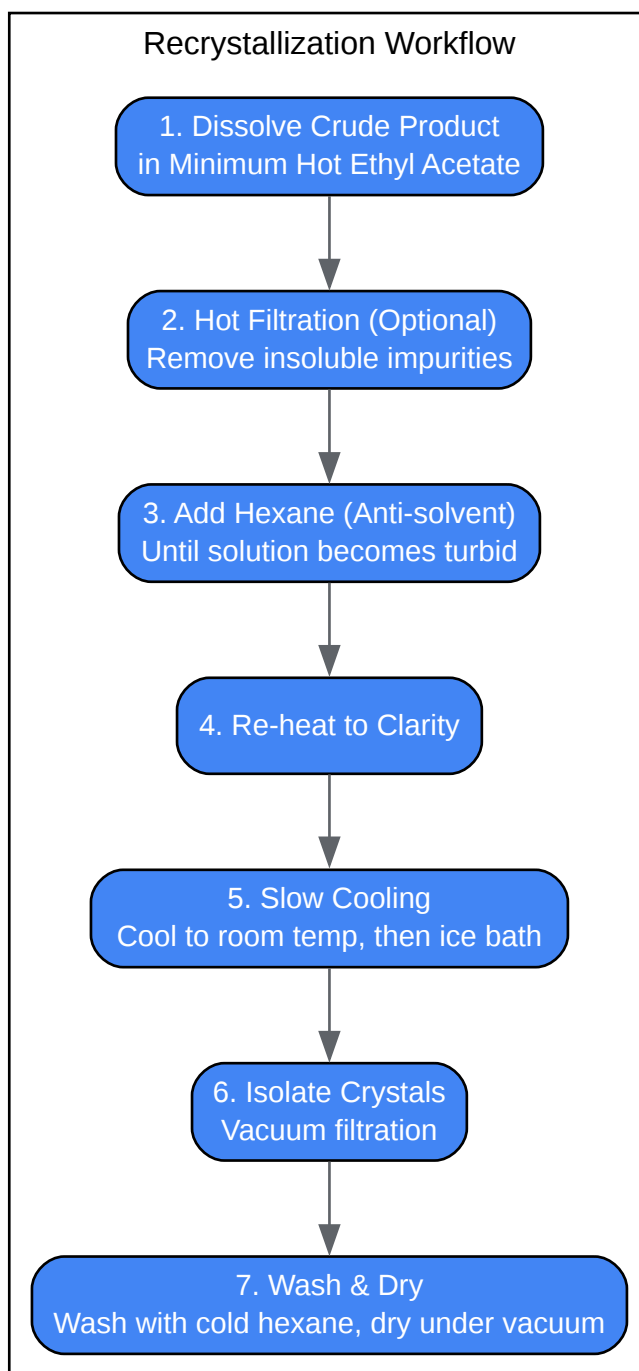 Recrystallization Workflow
1. Dissolve Crude Product
in Minimum Hot Ethyl Acetate
2. Hot Filtration (Optional)
Remove insoluble impurities
3. Add Hexane (Anti-solvent)
Until solution becomes turbid
4. Re-heat to Clarity
5. Slow Cooling
Cool to room temp, then ice bath
6. Isolate Crystals
Vacuum filtration
7. Wash & Dry
Wash with cold hexane, dry under vacuum